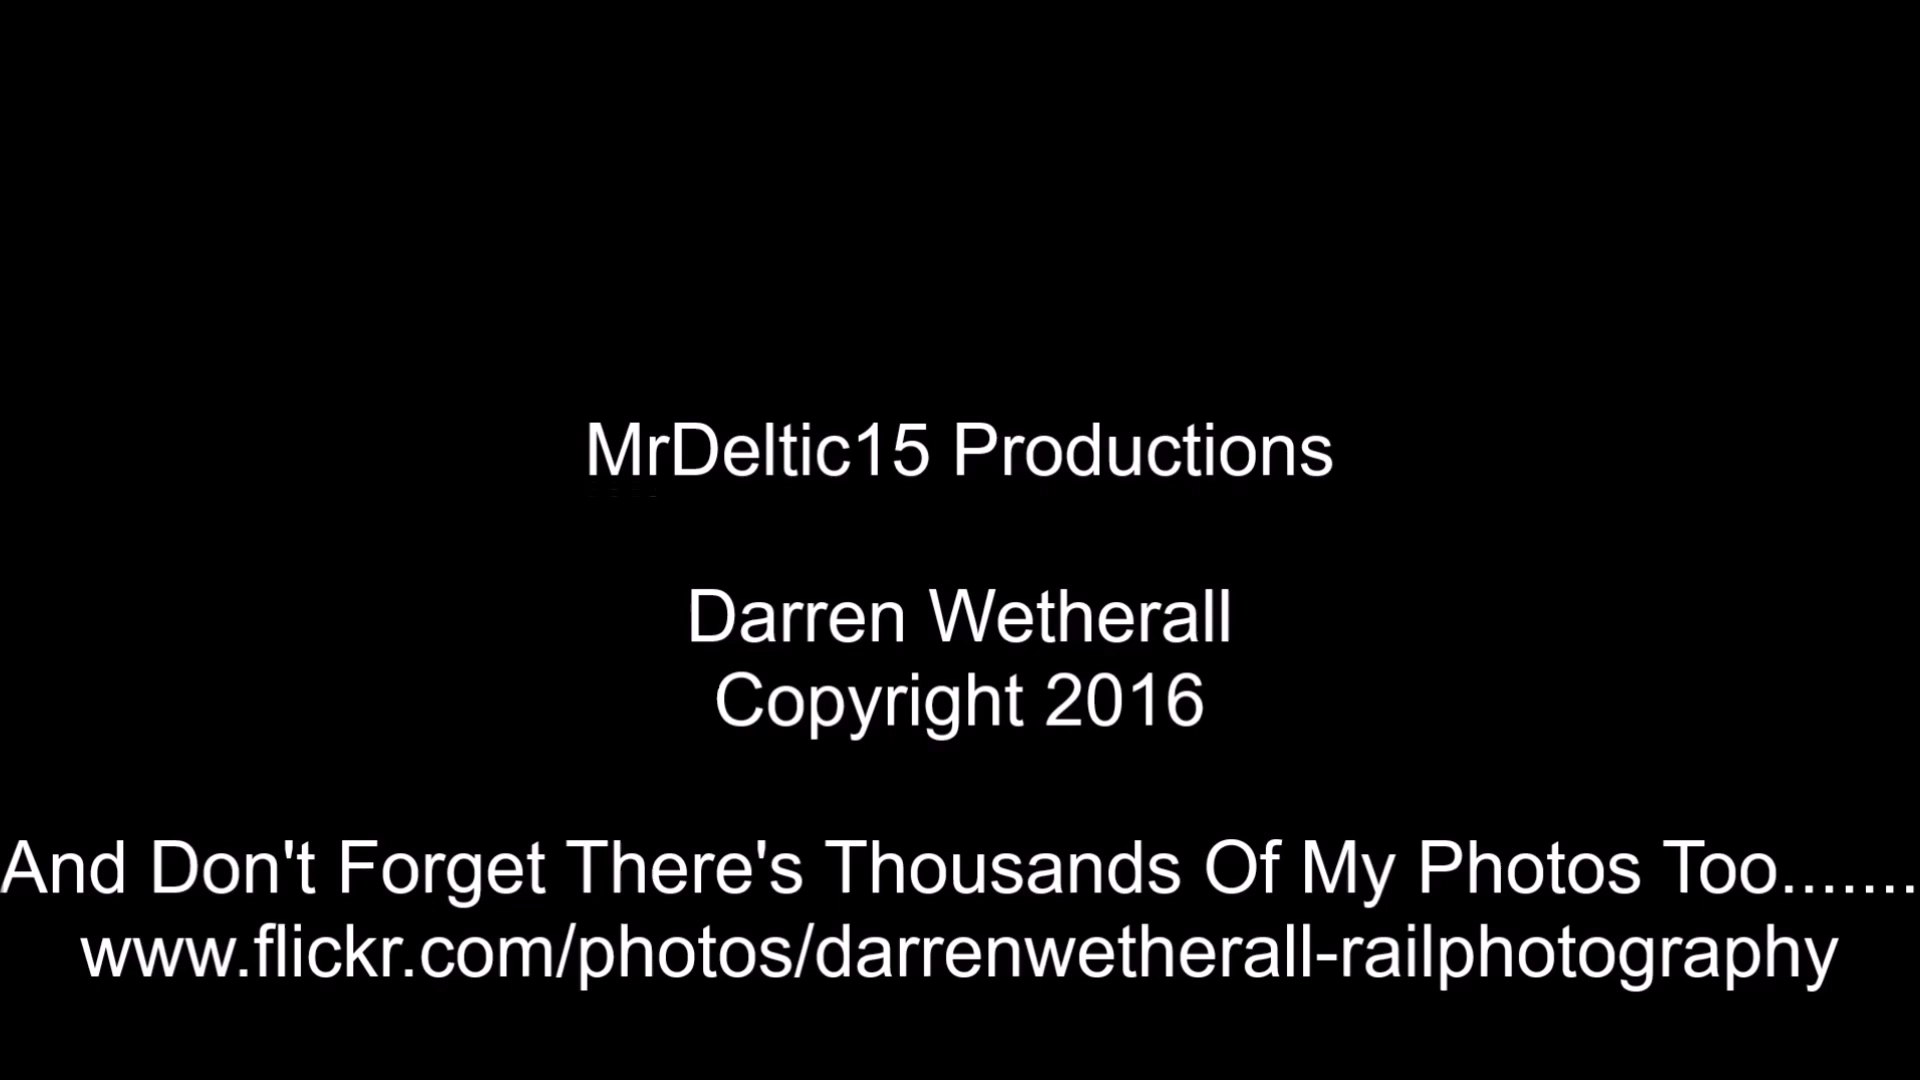 MrDeltic15 Productions
Darren Wetherall
Copyright 2016
And Don't Forget There's Thousands Of My Photos Too.......
www.flickr.com/photos/darrenwetherall-railphotography